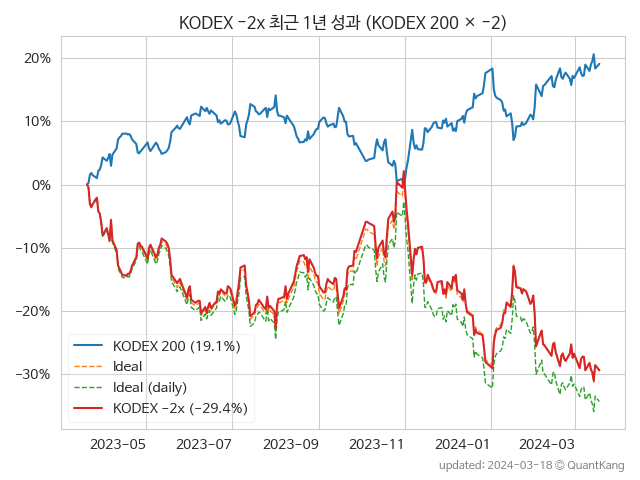 KODEX −2x 최근 1년 성과 (KODEX 200 × −2)
20%
10%
0%
−10%
−20%
−30%
KODEX 200 (19.1%)
Ideal
Ideal (daily)
KODEX −2x (−29.4%)
2023−05 2023−07 2023−09 2023−11 2024−01 2024−03
updated: 2024−03−18 © QuantKang